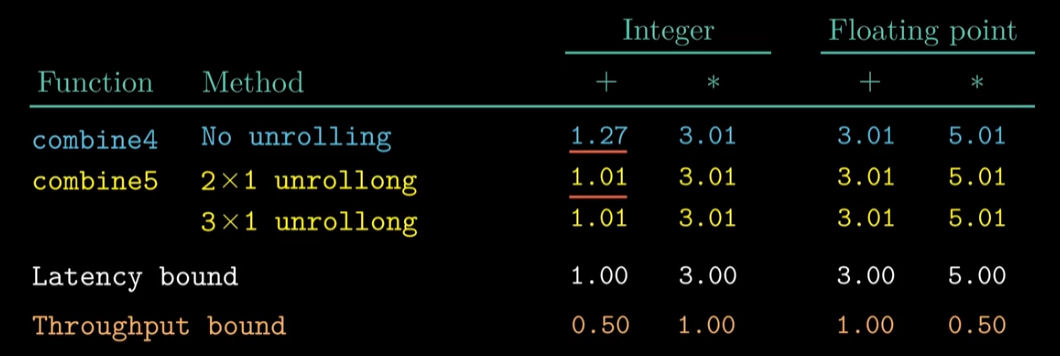 Integer Floating point
Function Method + * + *
combine4 No unrolling 1.27 3.01 3.01 5.01
combine5 2×1 unrollong 1.01 3.01 3.01 5.01
3×1 unrollong 1.01 3.01 3.01 5.01
Latency bound 1.00 3.00 3.00 5.00
Throughput bound 0.50 1.00 1.00 0.50